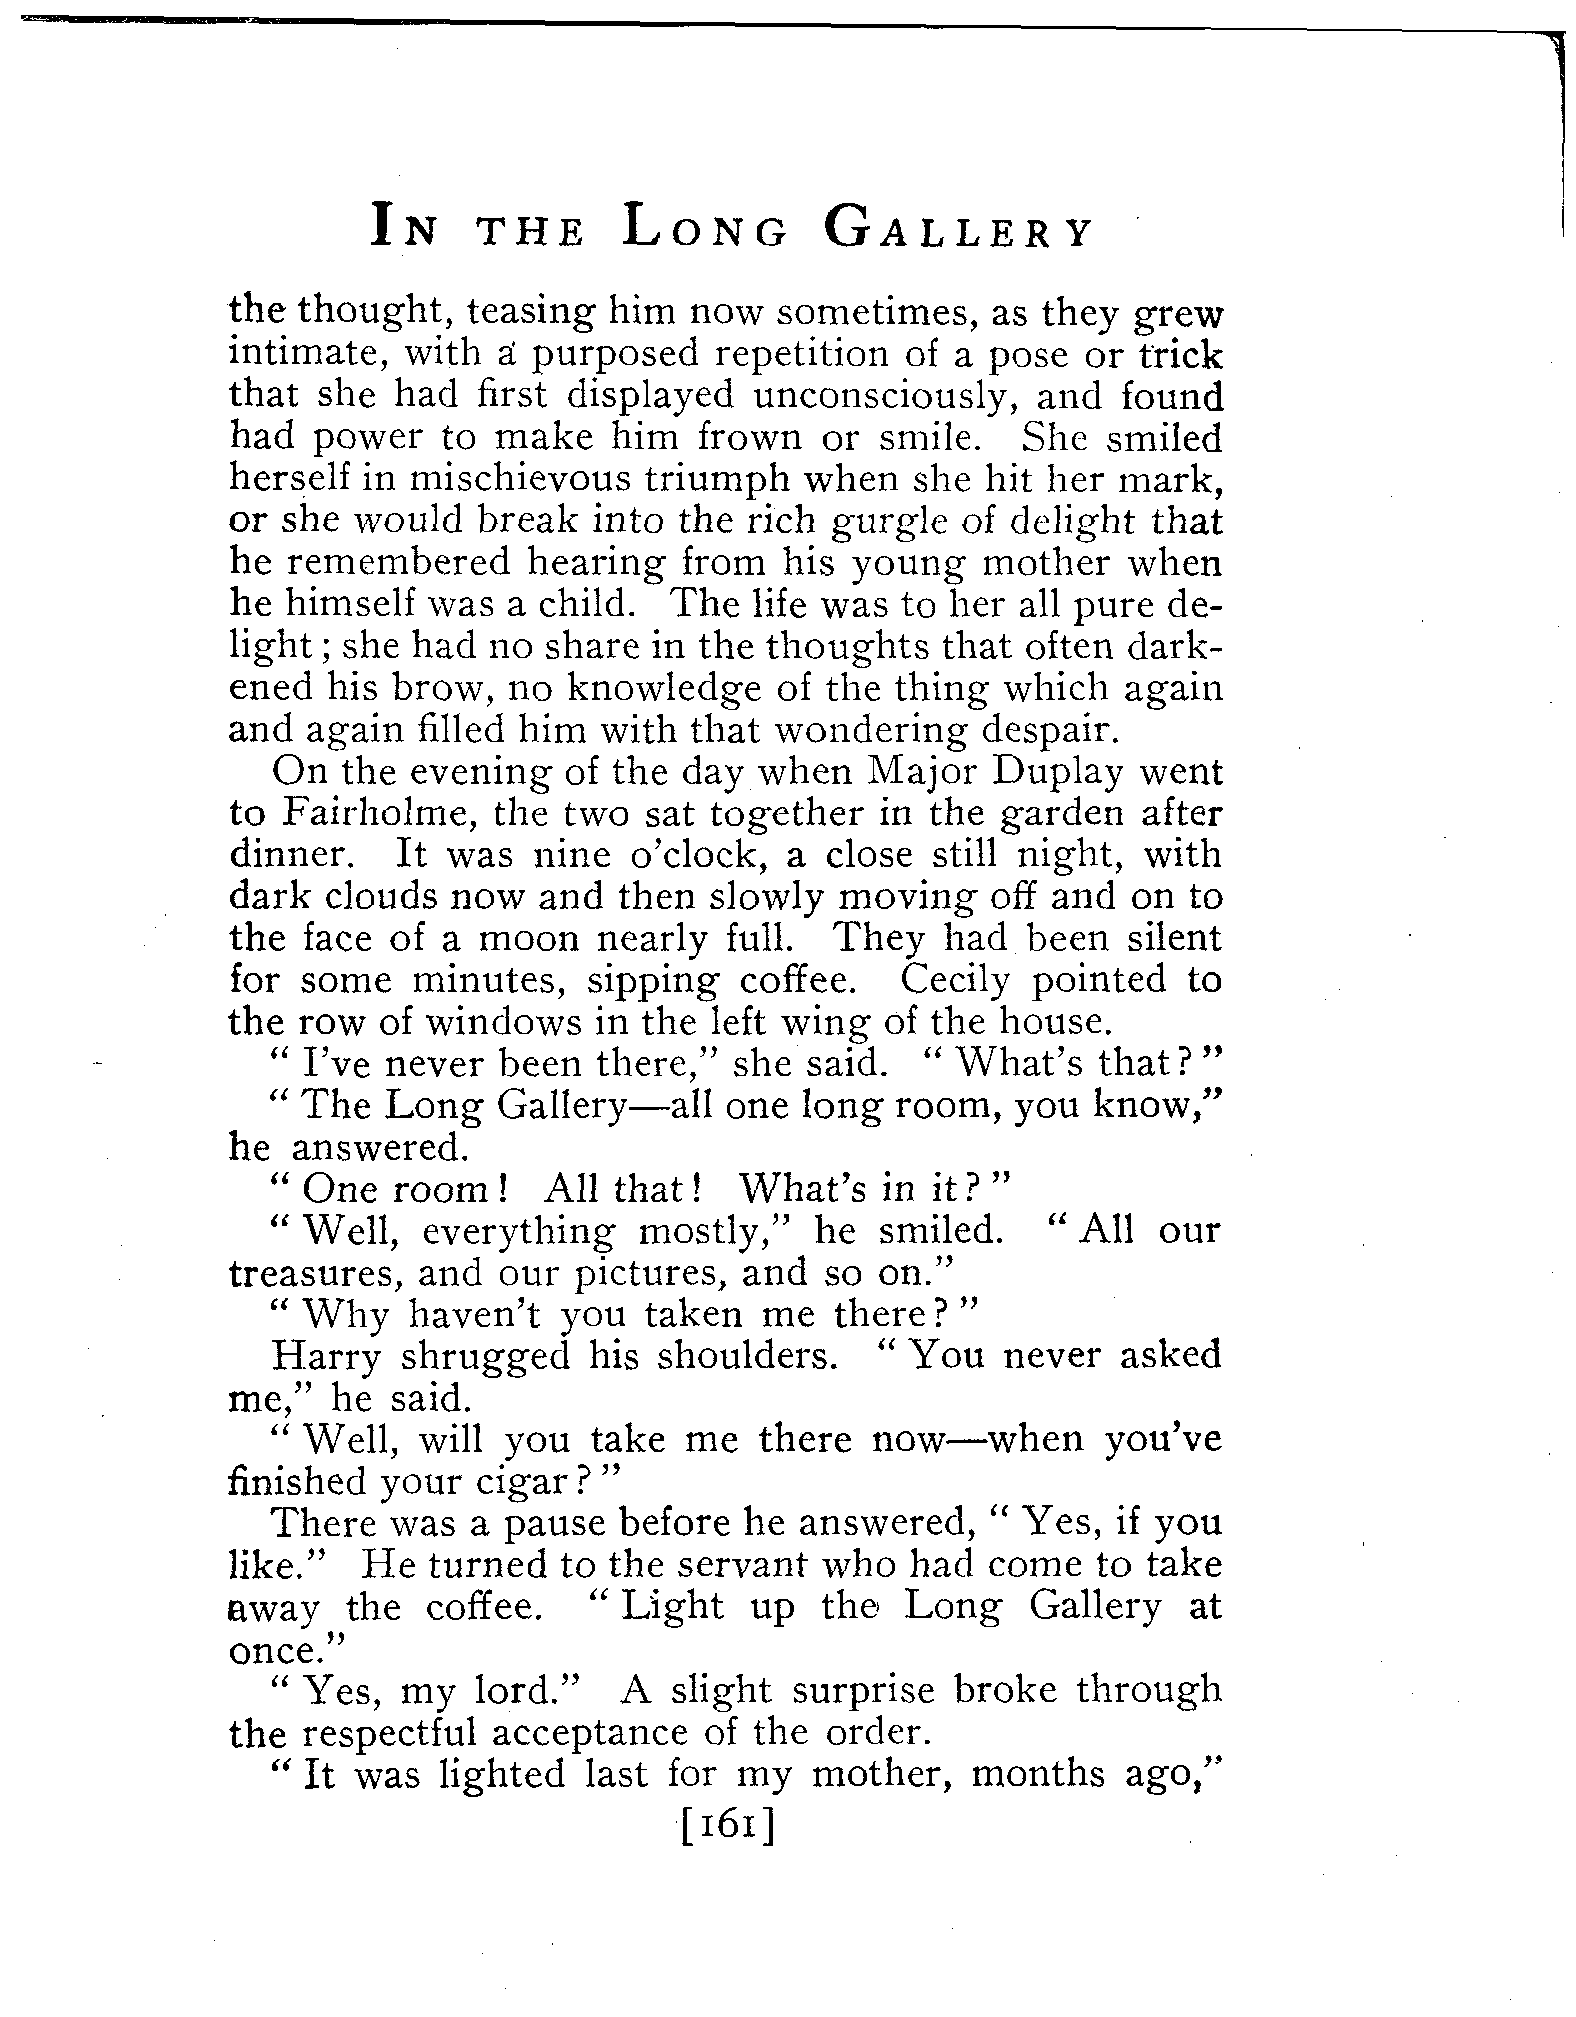 IN THE LONG GALLERY
the thought, teasing him now sometimes, as they grew
intimate, with a purposed repetition of a pose or trick
that she had first displayed unconsciously, and found
had power to make him frown or smile. She smiled
herself in mischievous triumph when she hit her mark,
or she would break into the rich gurgle of delight that
he remembered hearing from his young mother when
he himself was a child. The life was to her all pure de-
light; she had no share in the thoughts that often dark-
ened his brow, no knowledge of the thing which again
and again filled him with that wondering despair.
On the evening of the day when Major Duplay went
to Fairholme, the two sat together in the garden after
dinner. It was nine o'clock, a close still night, with
dark clouds now and then slowly moving off and on to
the face of a moon nearly full. They had been silent
for some minutes, sipping coffee. Cecily pointed to
the row of windows in the left wing of the house.
"I've never been there," she said. "What's that?"
"The Long Gallery—all one long room, you know,"
he answered.
"One room! All that! What's in it?"
"Well, everything mostly," he smiled. "All our
treasures, and our pictures, and so on."
"Why haven't you taken me there?"
Harry shrugged his shoulders. "You never asked
me," he said.
"Well, will you take me there now—when you've
finished your cigar?"
There was a pause before he answered, "Yes, if you
like." He turned to the servant who had come to take
away the coffee. "Light up the Long Gallery at
once."
"Yes, my lord." A slight surprise broke through
the respectful acceptance of the order.
"It was lighted last for my mother, months ago,"
[161]